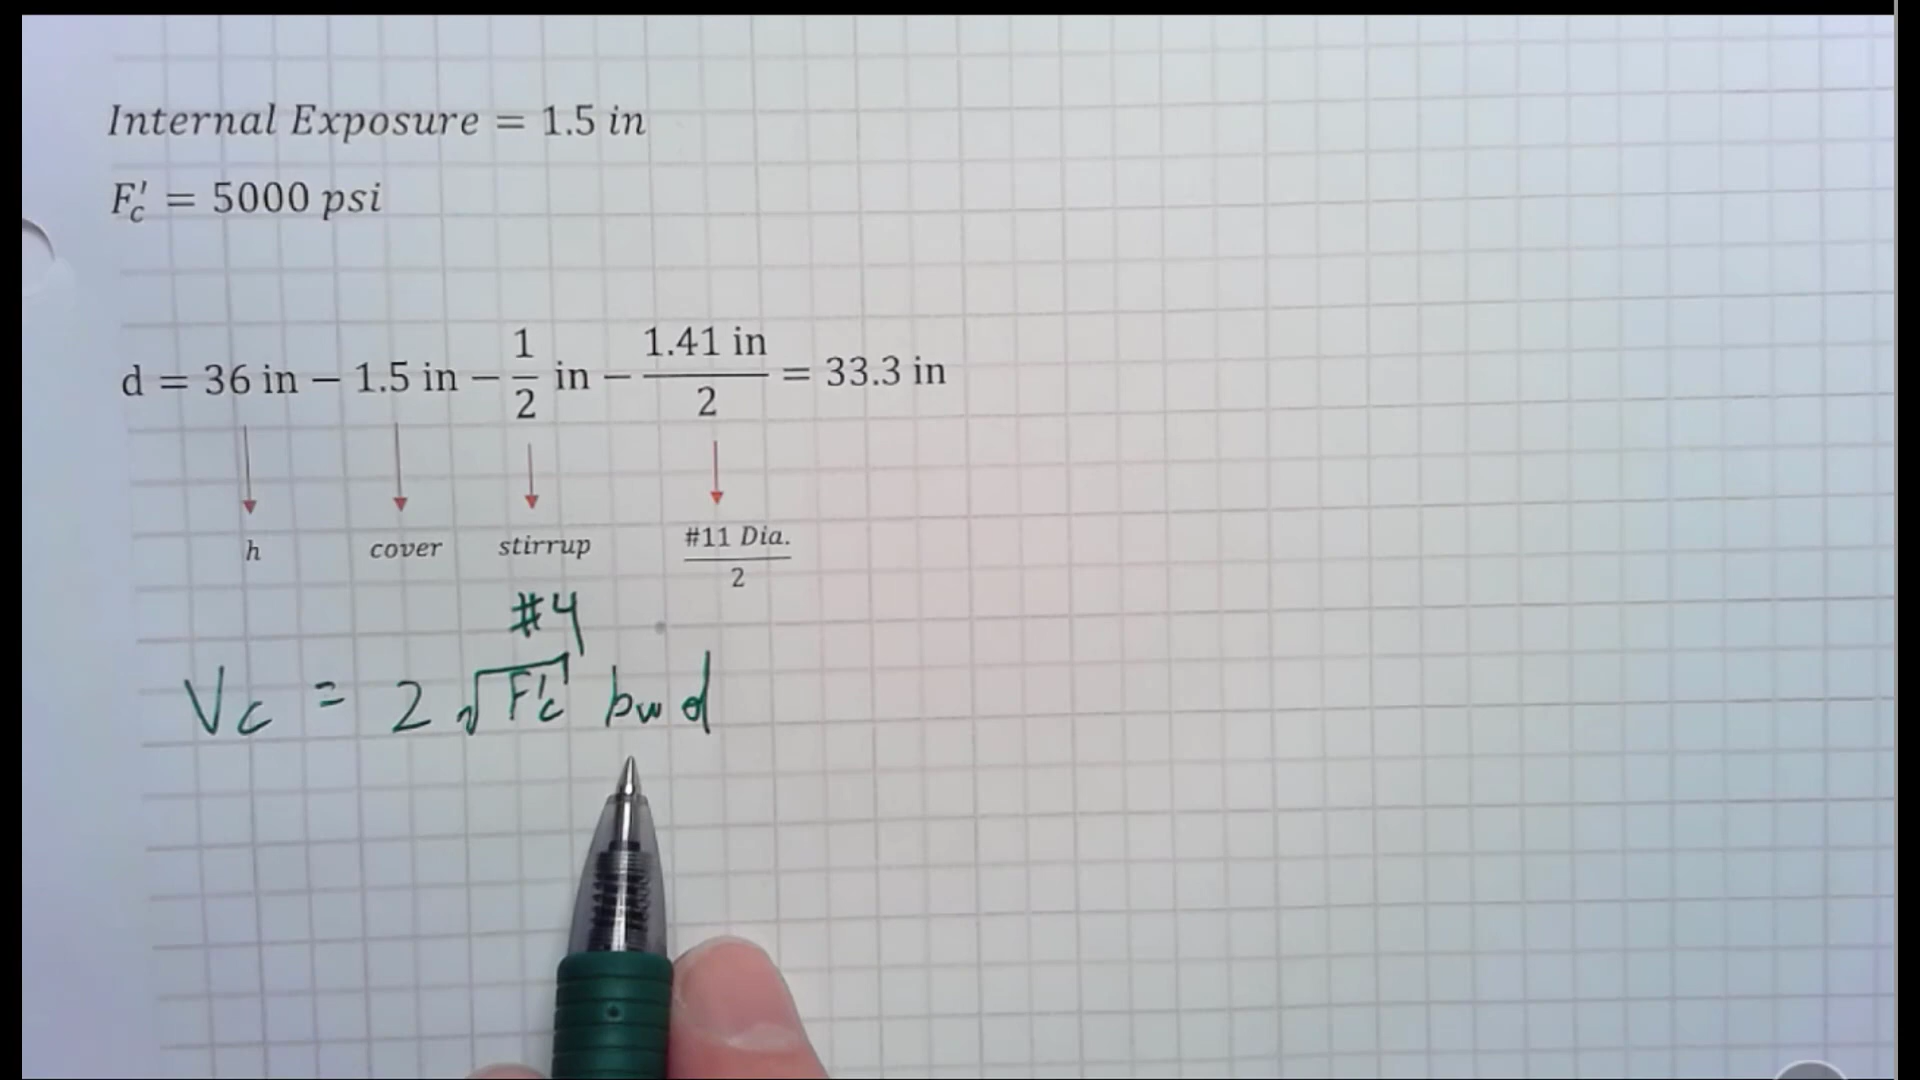 Internal Exposure = 1.5 in
F'c = 5000 psi
d = 36 in − 1.5 in − 1/2 in − 1.41 in/2 = 33.3 in
h cover stirrup #11 Dia./2
#4
Vc = 2 √F'c bw d